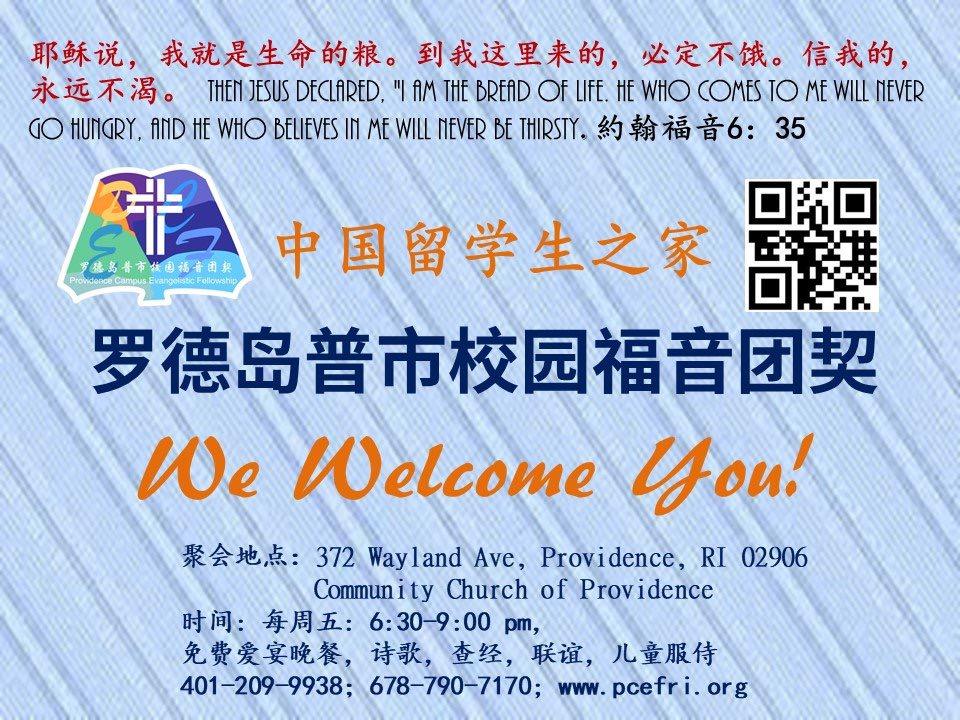 耶稣说，我就是生命的粮。到我这里来的，必定不饿。信我的，
永远不渴。 THEN JESUS DECLARED, "I AM THE BREAD OF LIFE. HE WHO COMES TO ME WILL NEVER
GO HUNGRY, AND HE WHO BELIEVES IN ME WILL NEVER BE THIRSTY. 約翰福音6：35
P C E F
罗德岛普市校园福音团契
Providence Campus Evangelistic Fellowship
中国留学生之家
罗德岛普市校园福音团契
We Welcome You!
聚会地点：372 Wayland Ave, Providence, RI 02906
Community Church of Providence
时间：每周五：6:30-9:00 pm,
免费爱宴晚餐，诗歌，查经，联谊，儿童服侍
401-209-9938；678-790-7170；www.pcefri.org